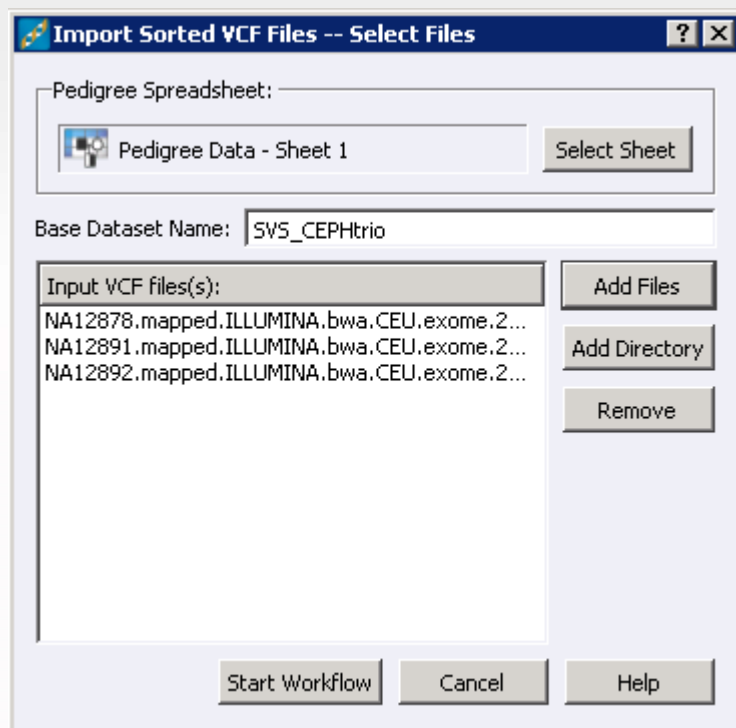 Import Sorted VCF Files -- Select Files
Pedigree Spreadsheet:
Pedigree Data - Sheet 1
Select Sheet
Base Dataset Name:
SVS_CEPHtrio
Input VCF files(s):
NA12878.mapped.ILLUMINA.bwa.CEU.exome.2...
NA12891.mapped.ILLUMINA.bwa.CEU.exome.2...
NA12892.mapped.ILLUMINA.bwa.CEU.exome.2...
Add Files
Add Directory
Remove
Start Workflow
Cancel
Help